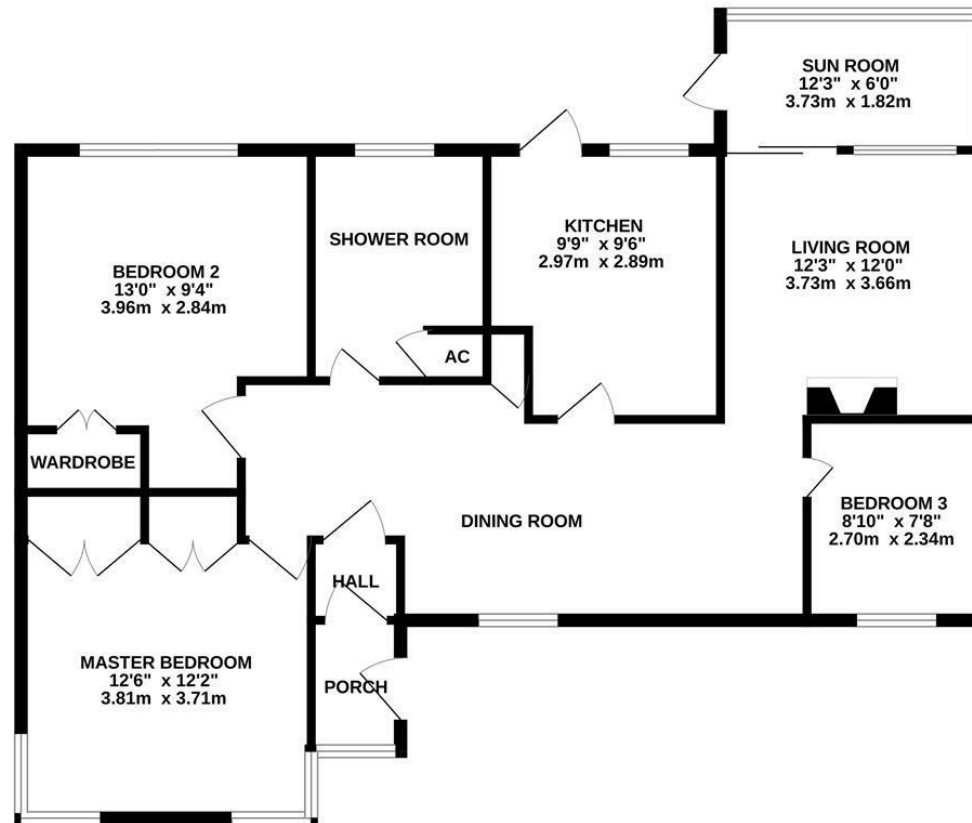 SUN ROOM
12'3" x 6'0"
3.73m x 1.82m
KITCHEN
9'9" x 9'6"
2.97m x 2.89m
SHOWER ROOM
LIVING ROOM
12'3" x 12'0"
3.73m x 3.66m
BEDROOM 2
13'0" x 9'4"
3.96m x 2.84m
AC
WARDROBE
BEDROOM 3
8'10" x 7'8"
2.70m x 2.34m
DINING ROOM
HALL
MASTER BEDROOM
12'6" x 12'2"
3.81m x 3.71m
PORCH